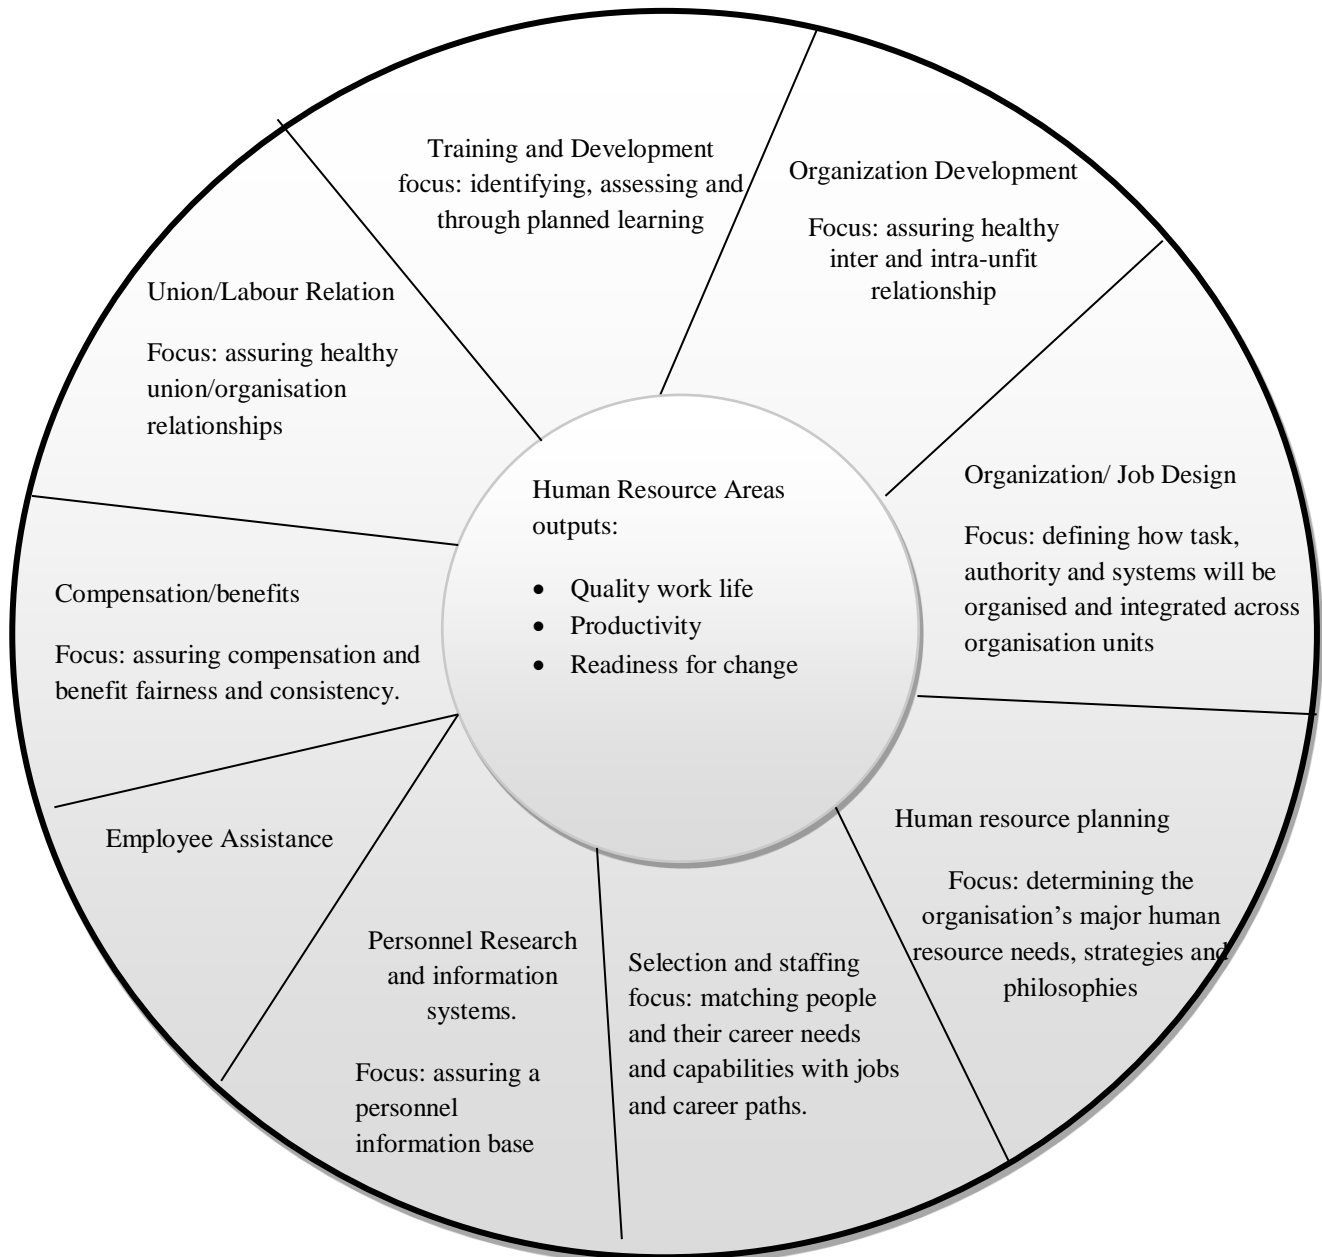 Training and Development
focus: identifying, assessing and
through planned learning
Organization Development
Focus: assuring healthy
inter and intra-unfit
relationship
Union/Labour Relation
Focus: assuring healthy
union/organisation
relationships
Human Resource Areas
outputs:
• Quality work life
• Productivity
• Readiness for change
Organization/ Job Design
Focus: defining how task,
authority and systems will be
organised and integrated across
organisation units
Compensation/benefits
Focus: assuring compensation and
benefit fairness and consistency.
Employee Assistance
Human resource planning
Focus: determining the
organisation’s major human
resource needs, strategies and
philosophies
Personnel Research
and information
systems.
Focus: assuring a
personnel
information base
Selection and staffing
focus: matching people
and their career needs
and capabilities with jobs
and career paths.